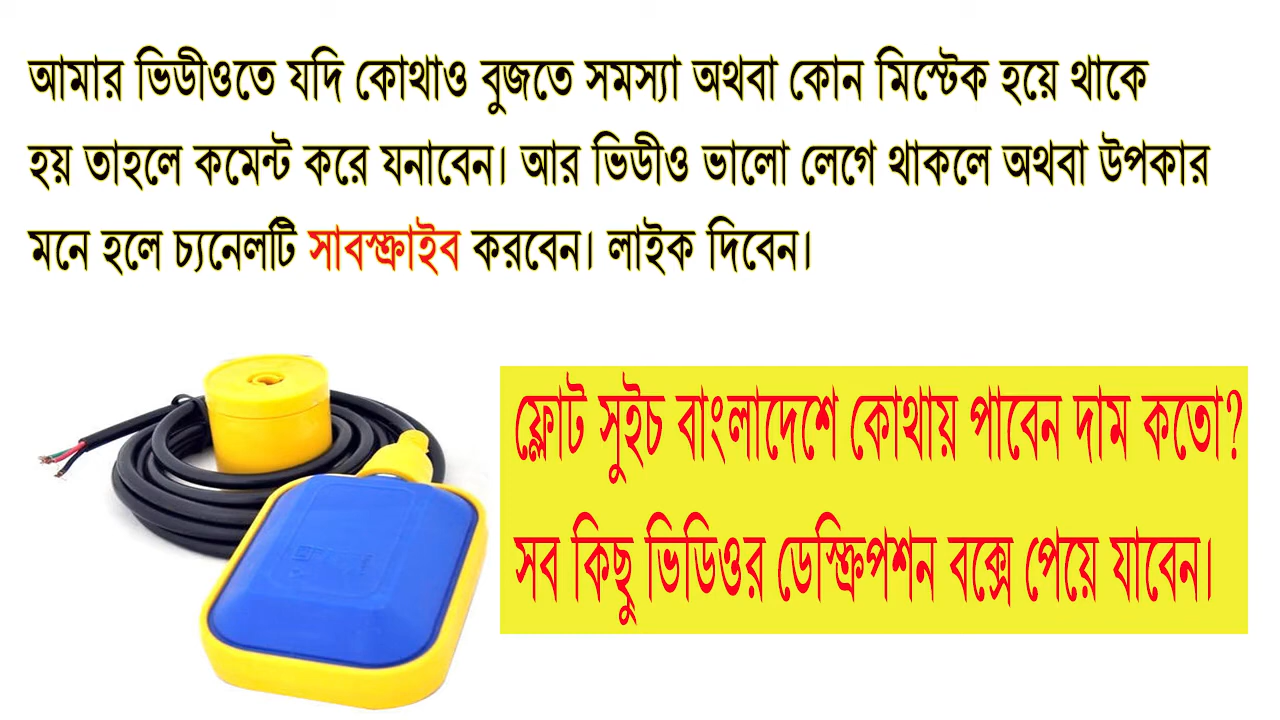 আমার ভিডীওতে যদি কোথাও বুজতে সমস্যা অথবা কোন মিস্টেক হয়ে থাকে
হয় তাহলে কমেন্ট করে যনাবেন। আর ভিডীও ভালো লেগে থাকলে অথবা উপকার
মনে হলে চ্যনেলটি সাবস্ক্রাইব করবেন। লাইক দিবেন।
ফ্লোট সুইচ বাংলাদেশে কোথায় পাবেন দাম কতো?
সব কিছু ভিডিওর ডেস্ক্রিপশন বক্সে পেয়ে যাবেন।